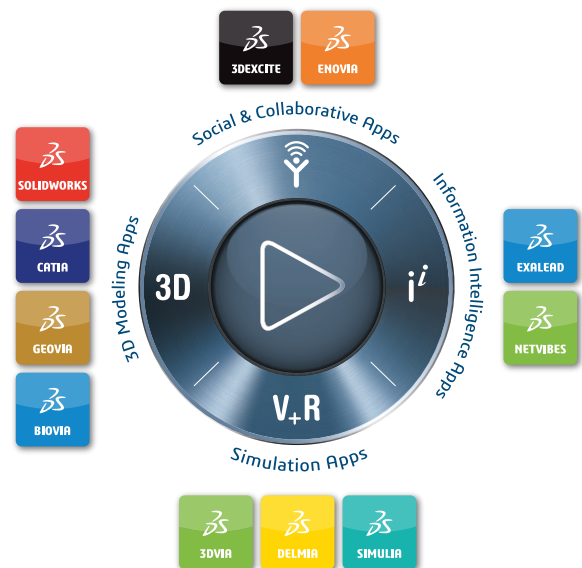 3DEXCITE
ENOVIA
Social & Collaborative Apps
SOLIDWORKS
CATIA
GEOVIA
BIOVIA
3D Modeling Apps
3D
Information Intelligence Apps
i i
EXALEAD
NETVIBES
V+R
Simulation Apps
3DVIA
DELMIA
SIMULIA